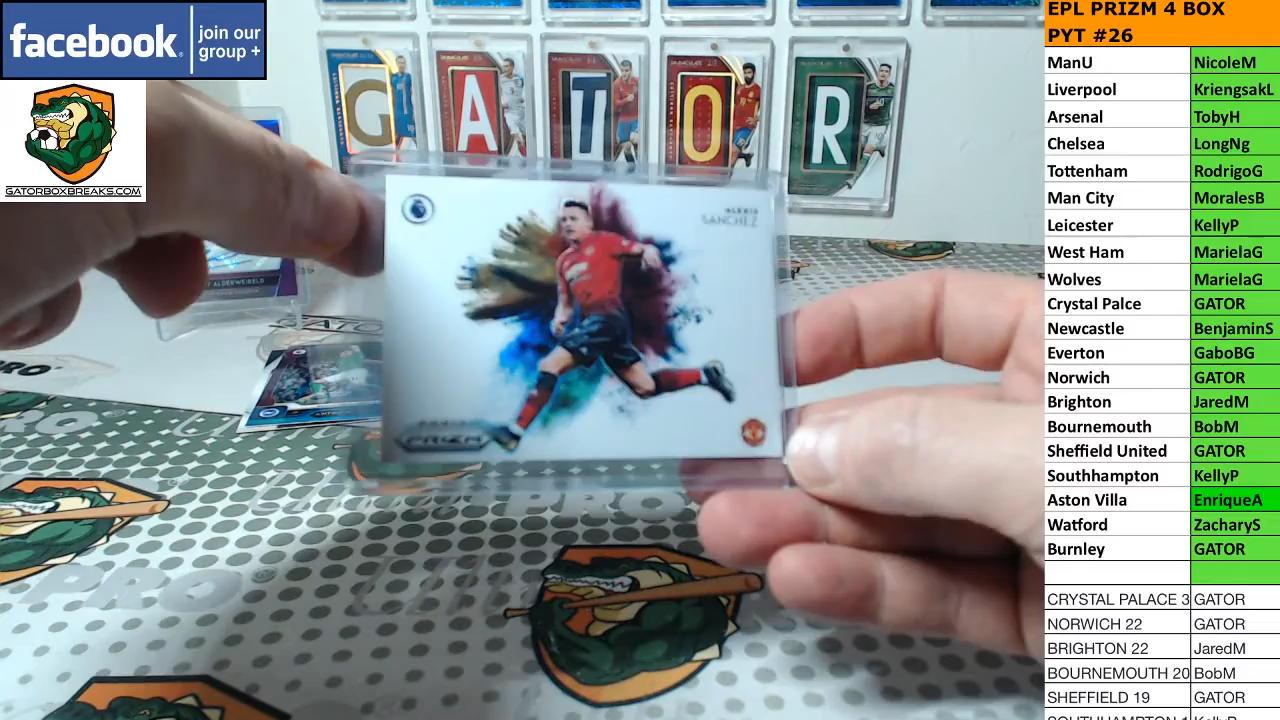 facebook
join our
group +
GATORBOXBREAKS.COM
G A T O R
ALEXIS
SANCHEZ
PRIZM
ALDERWEIRELD
PRO
EPL PRIZM 4 BOX
PYT #26
ManU NicoleM
Liverpool KriengsakL
Arsenal TobyH
Chelsea LongNg
Tottenham RodrigoG
Man City MoralesB
Leicester KellyP
West Ham MarielaG
Wolves MarielaG
Crystal Palce GATOR
Newcastle BenjaminS
Everton GaboBG
Norwich GATOR
Brighton JaredM
Bournemouth BobM
Sheffield United GATOR
Southhampton KellyP
Aston Villa EnriqueA
Watford ZacharyS
Burnley GATOR
CRYSTAL PALACE 3 GATOR
NORWICH 22 GATOR
BRIGHTON 22 JaredM
BOURNEMOUTH 20 BobM
SHEFFIELD 19 GATOR